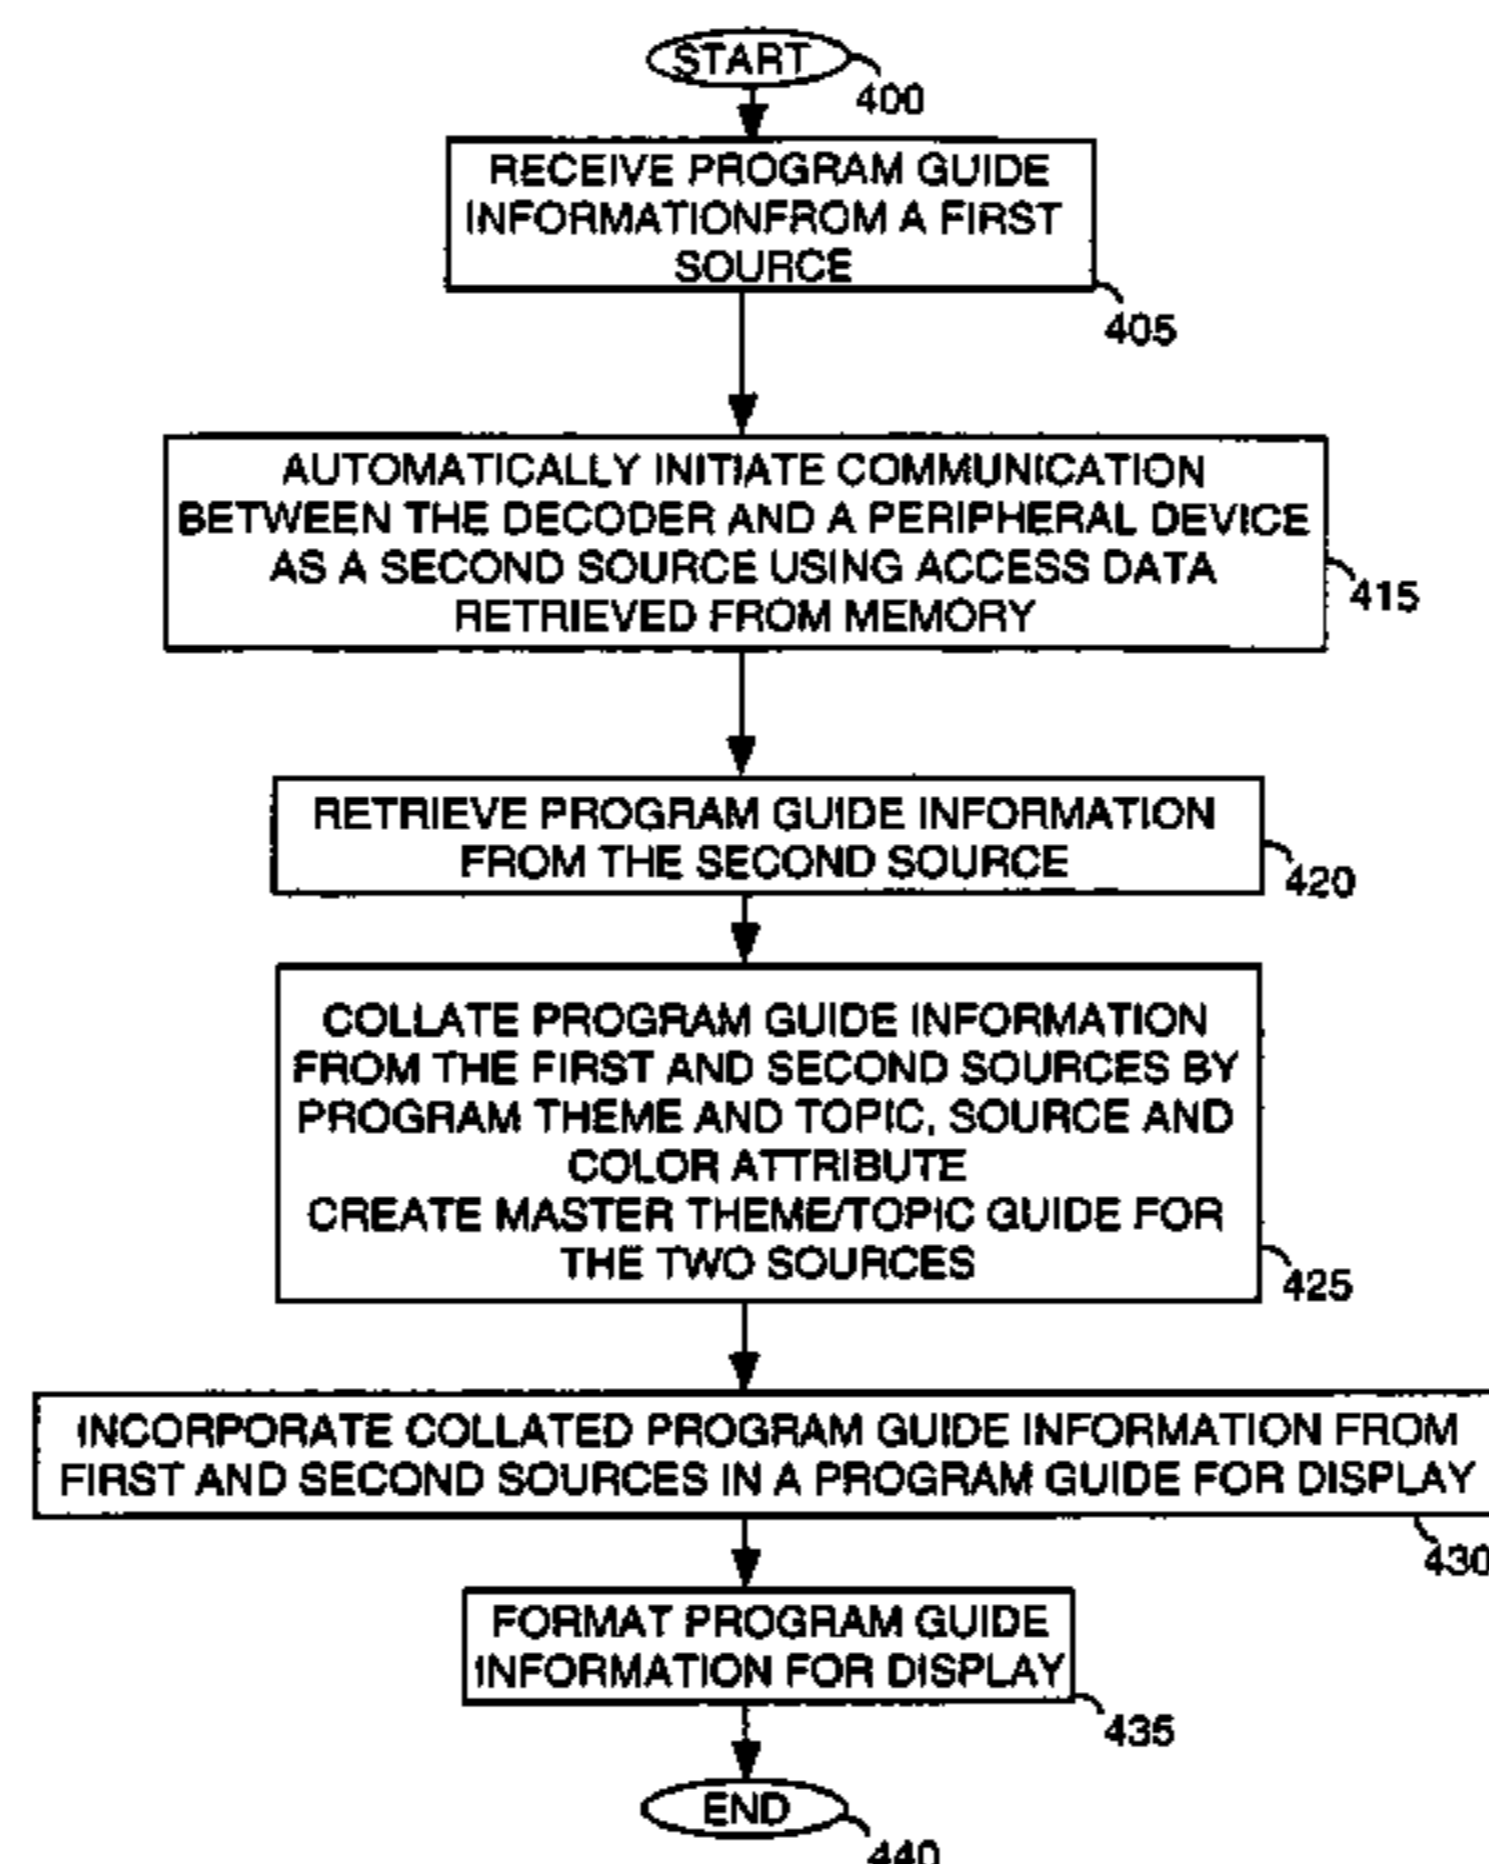 START
400
RECEIVE PROGRAM GUIDE
INFORMATIONFROM A FIRST
SOURCE
405
AUTOMATICALLY INITIATE COMMUNICATION
BETWEEN THE DECODER AND A PERIPHERAL DEVICE
AS A SECOND SOURCE USING ACCESS DATA
RETRIEVED FROM MEMORY
415
RETRIEVE PROGRAM GUIDE INFORMATION
FROM THE SECOND SOURCE
420
COLLATE PROGRAM GUIDE INFORMATION
FROM THE FIRST AND SECOND SOURCES BY
PROGRAM THEME AND TOPIC, SOURCE AND
COLOR ATTRIBUTE
CREATE MASTER THEME/TOPIC GUIDE FOR
THE TWO SOURCES
425
INCORPORATE COLLATED PROGRAM GUIDE INFORMATION FROM
FIRST AND SECOND SOURCES IN A PROGRAM GUIDE FOR DISPLAY
430
FORMAT PROGRAM GUIDE
INFORMATION FOR DISPLAY
435
END
440